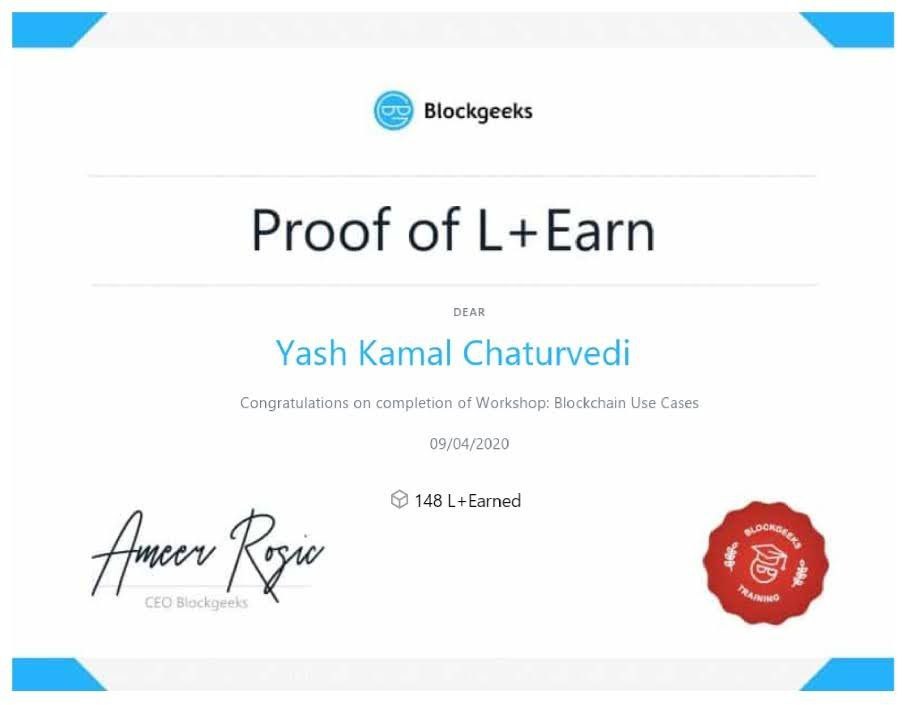 Blockgeeks
Proof of L+Earn
DEAR
Yash Kamal Chaturvedi
Congratulations on completion of Workshop: Blockchain Use Cases
09/04/2020
148 L+Earned
Ameer Rosic
CEO Blockgeeks
BLOCKGEEKS
TRAINING